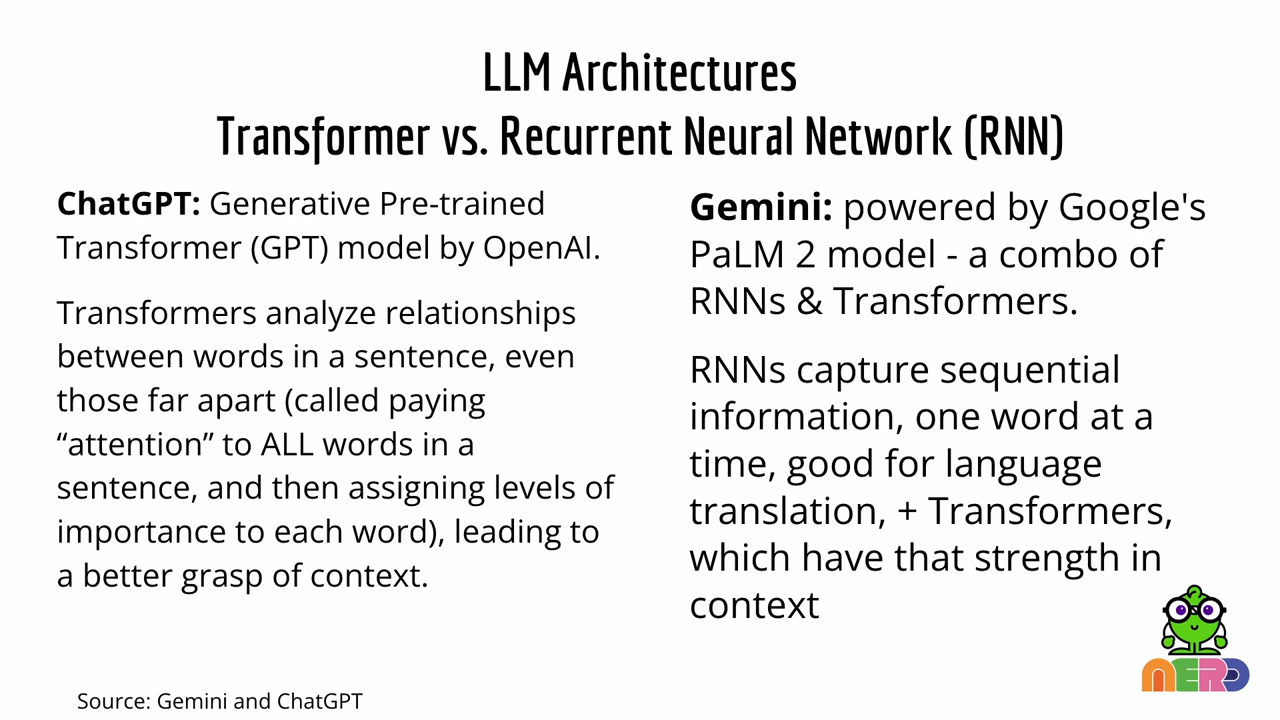 LLM Architectures
Transformer vs. Recurrent Neural Network (RNN)
ChatGPT: Generative Pre-trained
Transformer (GPT) model by OpenAI.
Transformers analyze relationships
between words in a sentence, even
those far apart (called paying
“attention” to ALL words in a
sentence, and then assigning levels of
importance to each word), leading to
a better grasp of context.
Gemini: powered by Google's
PaLM 2 model - a combo of
RNNs & Transformers.
RNNs capture sequential
information, one word at a
time, good for language
translation, + Transformers,
which have that strength in
context
NERD
Source: Gemini and ChatGPT